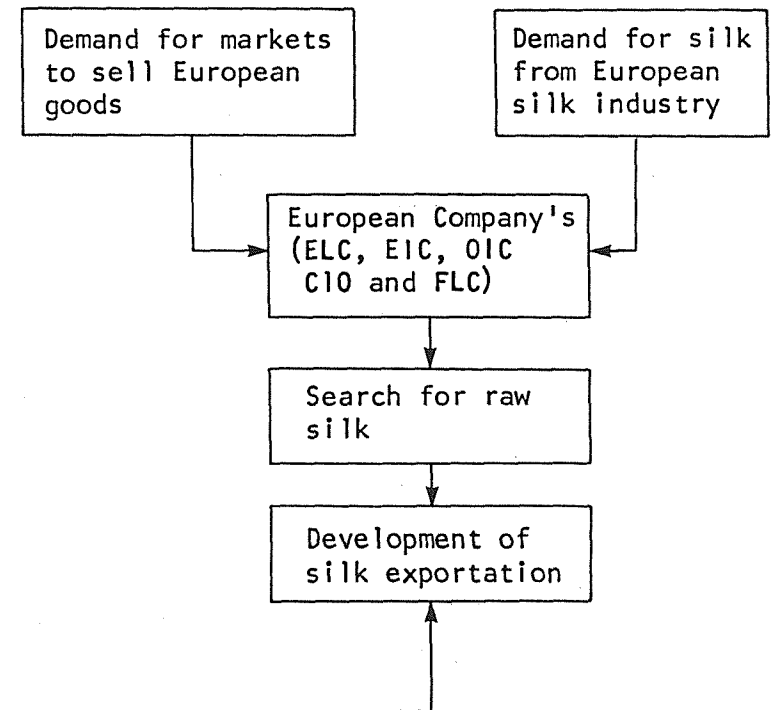 Demand for markets
to sell European
goods
Demand for silk
from European
silk industry
European Company's
(ELC, EIC, OIC
CIO and FLC)
Search for raw
silk
Development of
silk exportation